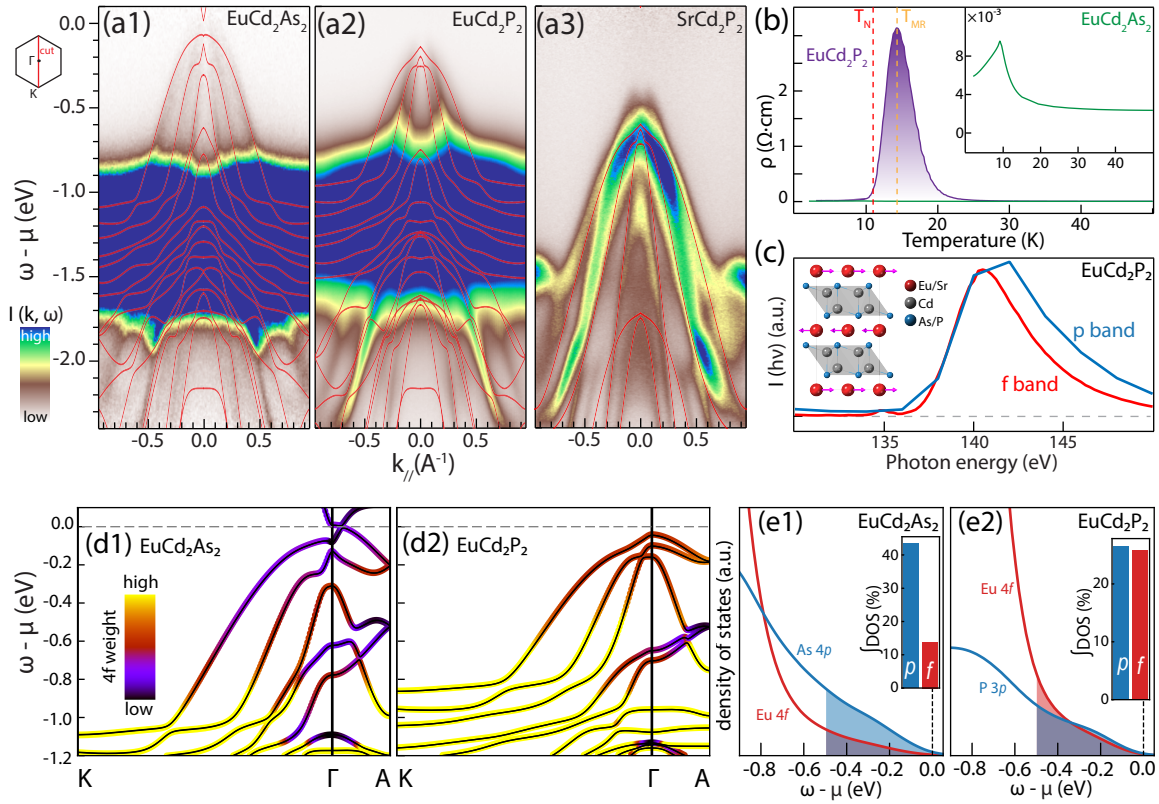 (a1) EuCd2As2
(a2) EuCd2P2
(a3) SrCd2P2
cut
Γ
K
0.0
-0.5
-1.0
-1.5
-2.0
ω - μ (eV)
I (k, ω)
high
low
-0.5 0.0 0.5
-0.5 0.0 0.5
-0.5 0.0 0.5
k//(A-1)
(b)
TN
TMR
EuCd2P2
EuCd2As2
×10-3
4
0
10 20 30 40
2
0
ρ (Ω·cm)
10 20 30 40
Temperature (K)
(c)
EuCd2P2
Eu/Sr
Cd
As/P
p band
f band
I (hν) (a.u.)
135 140 145
Photon energy (eV)
(d1) EuCd2As2
0.0
-0.2
-0.4
-0.6
-0.8
-1.0
-1.2
ω - μ (eV)
high
4f weight
low
K Γ A
(d2) EuCd2P2
K Γ A
(e1) EuCd2As2
density of states (a.u.)
As 4p
Eu 4f
∫DOS (%)
40
30
20
10
0
p f
-0.8 -0.6 -0.4 -0.2 0.0
ω - μ (eV)
(e2) EuCd2P2
Eu 4f
P 3p
∫DOS (%)
20
10
0
p f
-0.8 -0.6 -0.4 -0.2 0.0
ω - μ (eV)